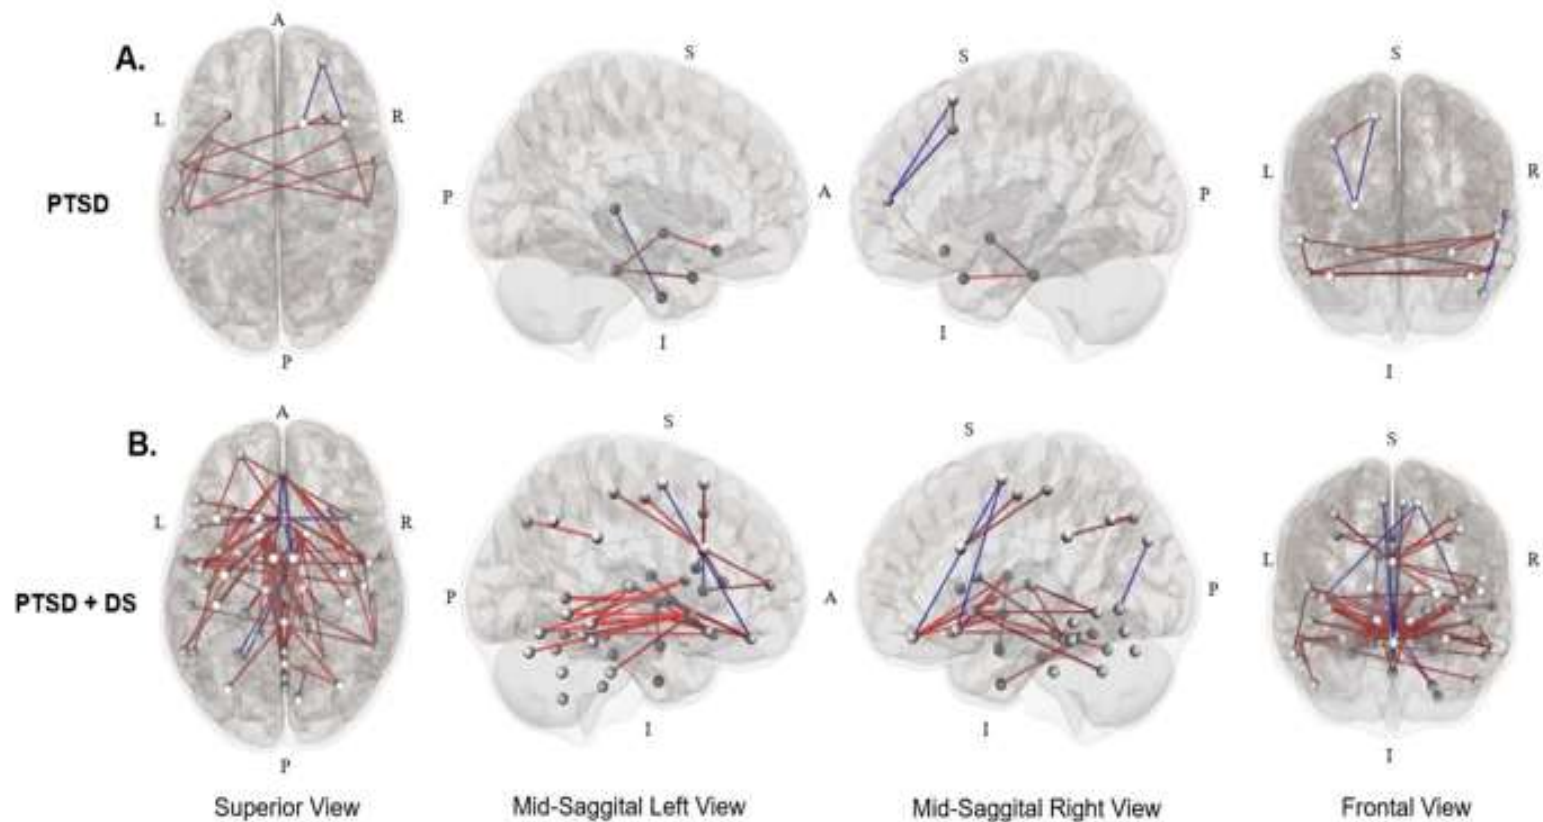 A
A.
S
S
S
L
R
L
R
P
A
P
PTSD
I
I
P
I
A
B.
S
S
S
L
R
L
R
P
A
P
PTSD + DS
I
I
I
P
Superior View
Mid-Saggital Left View
Mid-Saggital Right View
Frontal View